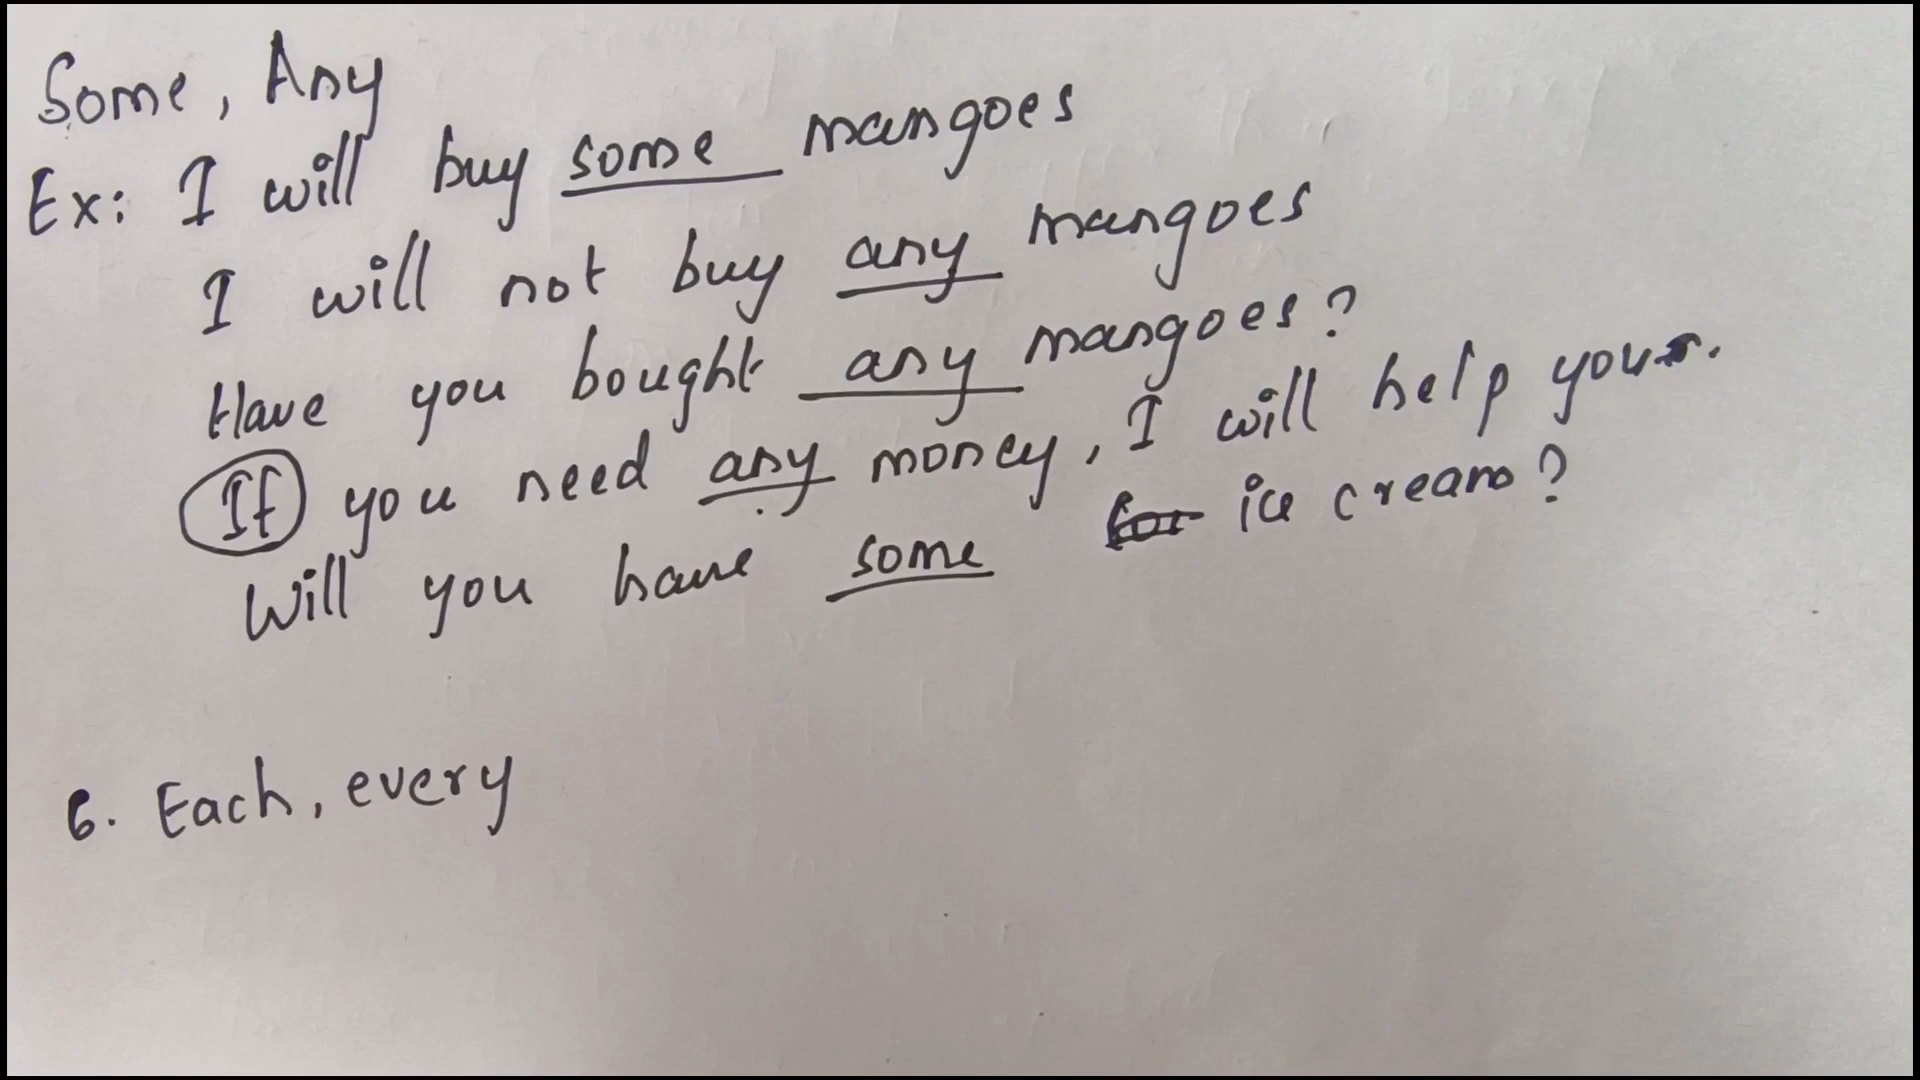 Some, Any
Ex: I will buy some mangoes
I will not buy any mangoes
Have you bought any mangoes?
If you need any money, I will help you.
Will you have some ice cream?
6. Each, every